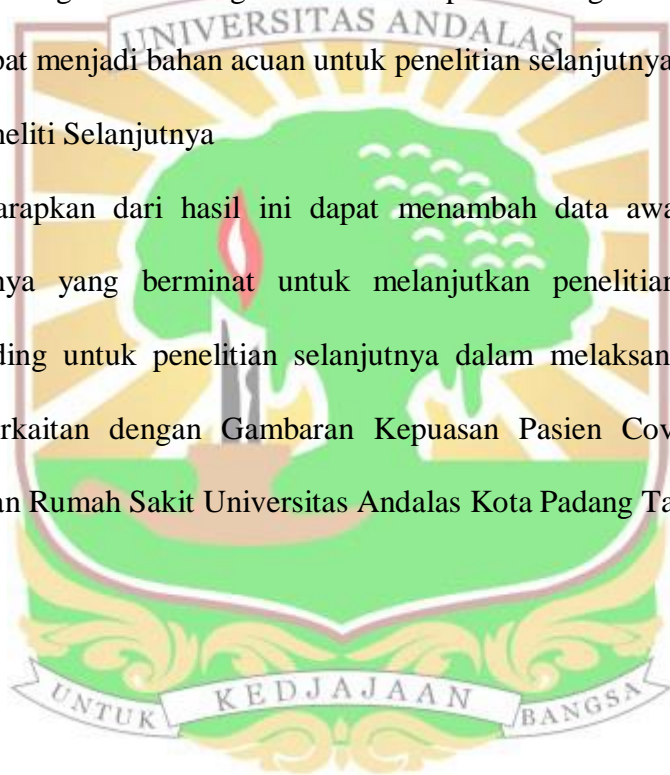 UNIVERSITAS ANDALAS
pat menjadi bahan acuan untuk penelitian selanjutnya
neliti Selanjutnya
arapkan dari hasil ini dapat menambah data awa
nya yang berminat untuk melanjutkan penelitian
ding untuk penelitian selanjutnya dalam melaksan
rkaitan dengan Gambaran Kepuasan Pasien Cov
an Rumah Sakit Universitas Andalas Kota Padang Ta
UNTUK KEDJAJAAN BANGSA